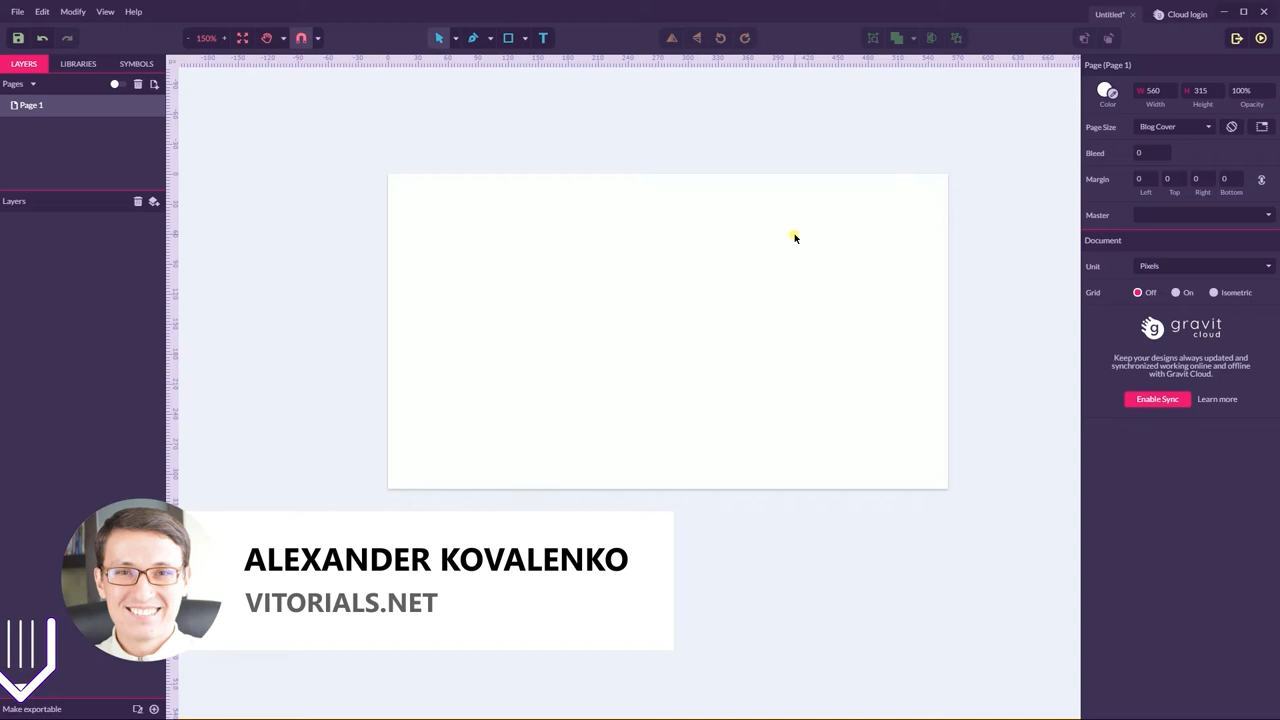 File Edit Modify View Help
Untitled*
Cloud login
- 150% +
T
LAYERS LIBRARIES SYMBOLS
px
Pages
Page 1
Layers
Make exportable
Page (Page 1)
W 560 H 315 100%
Color Width Height Opacity
Page Size Blog Cover
Bleed 0
Margin 0 0 0 0
Left Top Right Bottom
Master
Document
Unit Pixels
Grid Off On Isometric
gravit
cloud
Keep your designs always updated and
synchronized working online and offline
with Gravit Cloud.
Enable Sync Learn more
ALEXANDER KOVALENKO
VITORIALS.NET